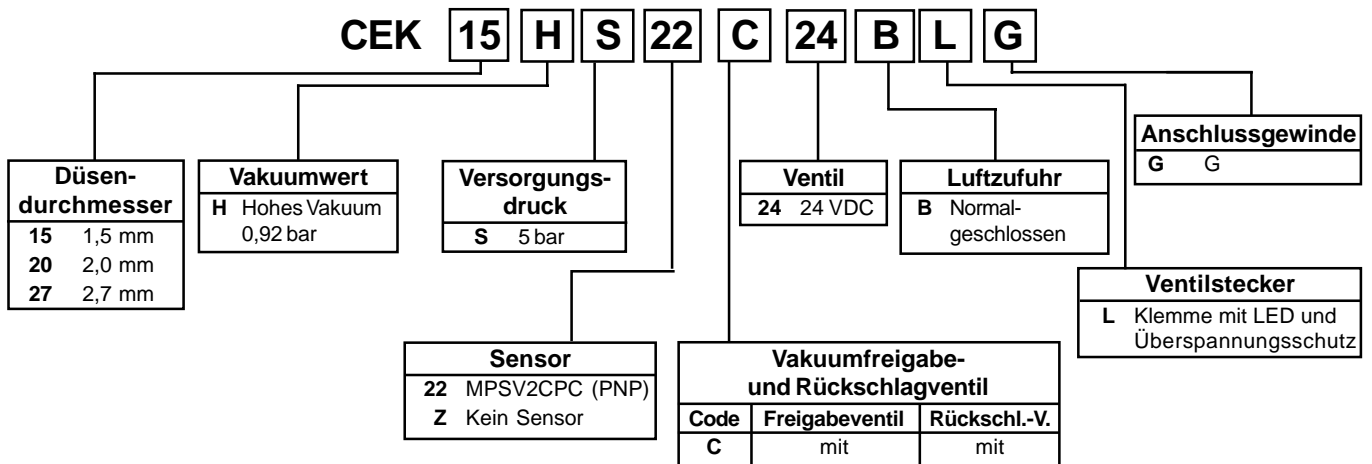 CEK 15 H S 22 C 24 B L G
Düsen-
durchmesser
15 1,5 mm
20 2,0 mm
27 2,7 mm
Vakuumwert
H Hohes Vakuum
0,92 bar
Versorgungs-
druck
S 5 bar
Ventil
24 24 VDC
Luftzufuhr
B Normal-
geschlossen
Anschlussgewinde
G G
Ventilstecker
L Klemme mit LED und
Überspannungsschutz
Sensor
22 MPSV2CPC (PNP)
Z Kein Sensor
Vakuumfreigabe-
und Rückschlagventil
Code Freigabeventil Rückschl.-V.
C mit mit